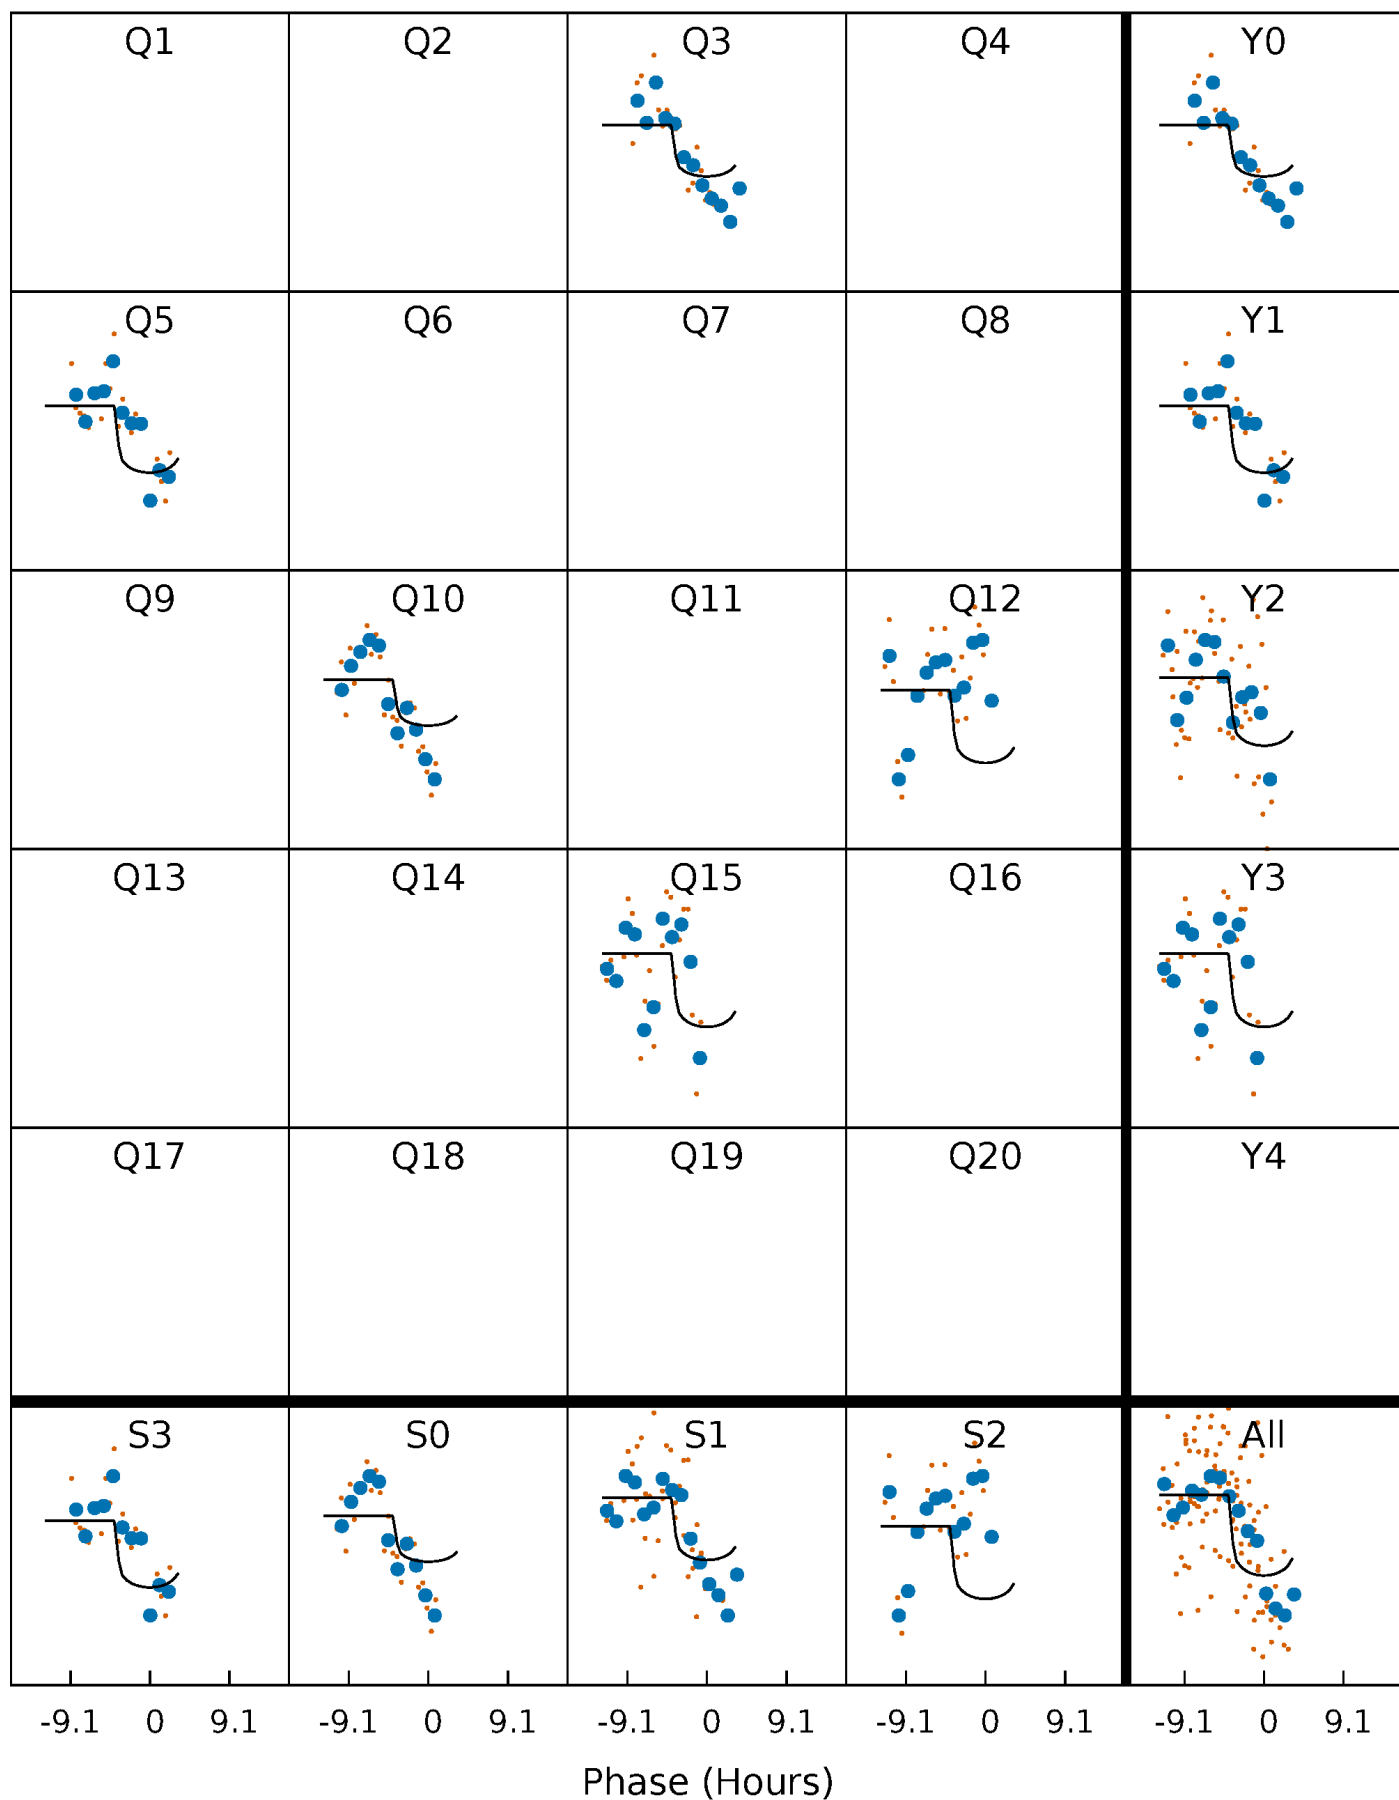 Q1 Q2 Q3 Q4 Y0
Q5 Q6 Q7 Q8 Y1
Q9 Q10 Q11 Q12 Y2
Q13 Q14 Q15 Q16 Y3
Q17 Q18 Q19 Q20 Y4
S3 S0 S1 S2 All
-9.1 0 9.1 -9.1 0 9.1 -9.1 0 9.1 -9.1 0 9.1 -9.1 0 9.1
Phase (Hours)